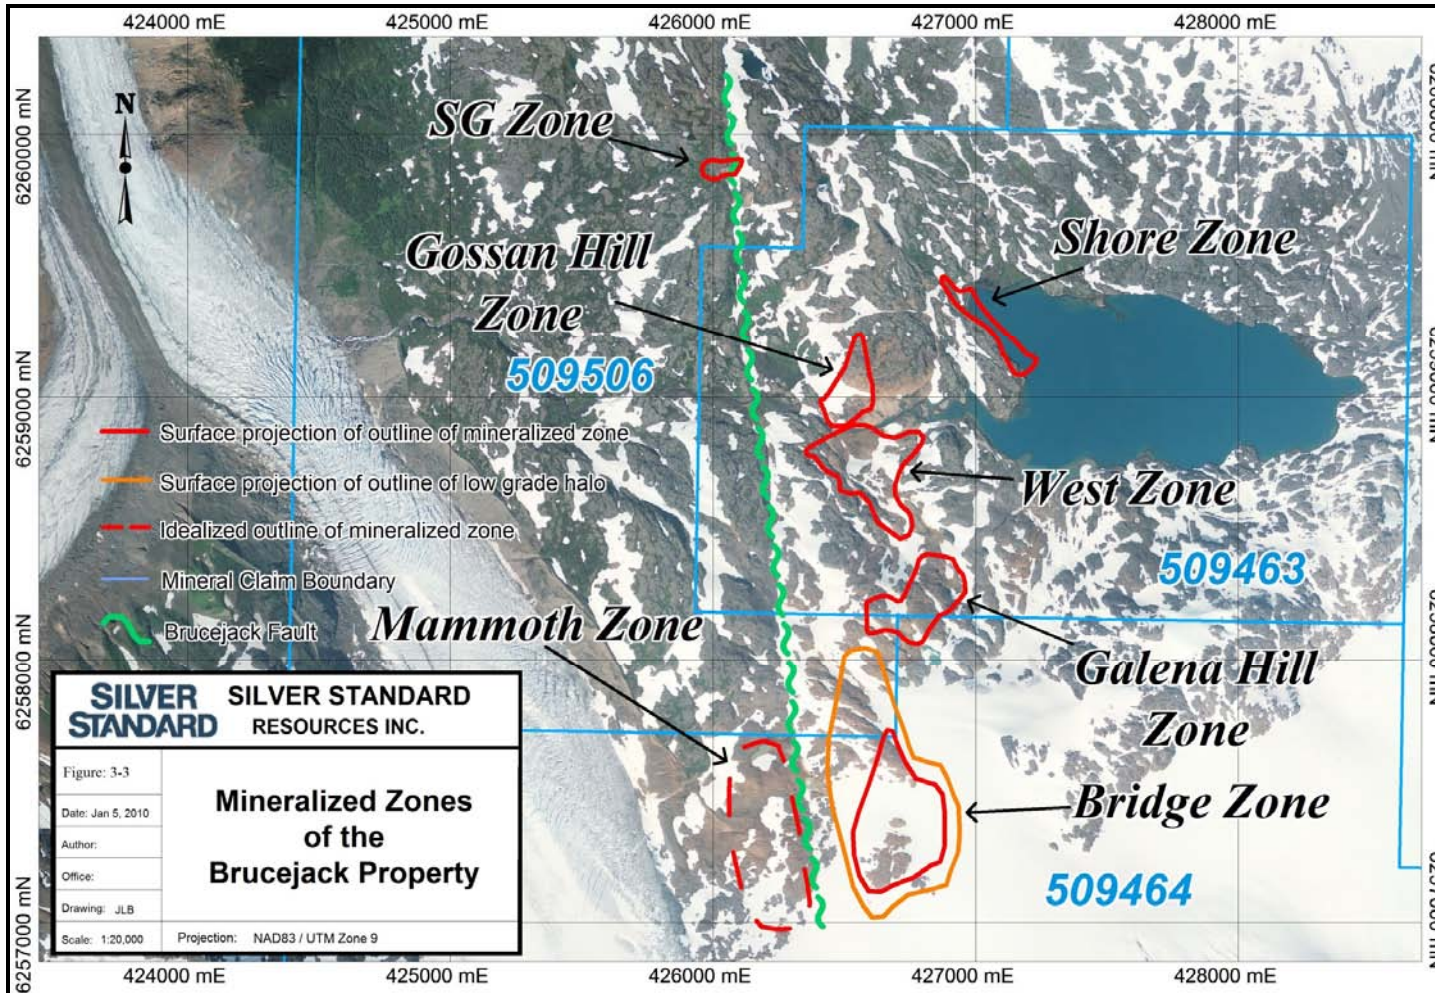 424000 mE
425000 mE
426000 mE
427000 mE
428000 mE
N
6260000 mN
6259000 mN
6258000 mN
6257000 mN
SG Zone
Gossan Hill
Zone
Shore Zone
509506
West Zone
509463
Surface projection of outline of mineralized zone
Surface projection of outline of low grade halo
Idealized outline of mineralized zone
Mineral Claim Boundary
Brucejack Fault
Mammoth Zone
Galena Hill
Zone
Bridge Zone
509464
SILVER
STANDARD
SILVER STANDARD
RESOURCES INC.
Figure: 3-3
Date: Jan 5, 2010
Author:
Office:
Drawing: JLB
Scale: 1:20,000
Mineralized Zones
of the
Brucejack Property
Projection: NAD83 / UTM Zone 9
424000 mE
425000 mE
426000 mE
427000 mE
428000 mE